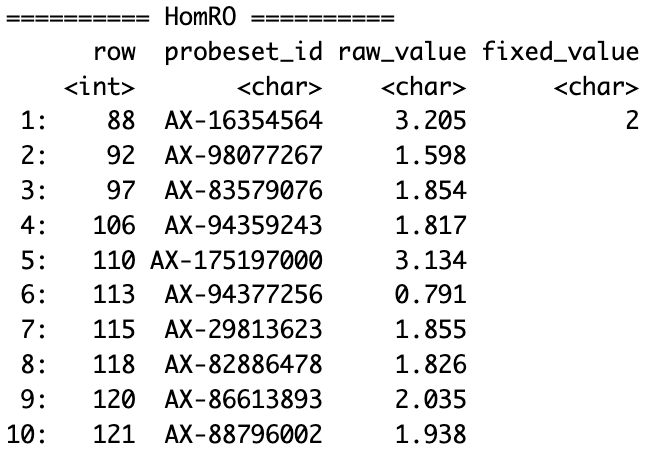 ========== HomRO ==========
row probeset_id raw_value fixed_value
<int> <char> <char> <char>
1: 88 AX-16354564 3.205 2
2: 92 AX-98077267 1.598
3: 97 AX-83579076 1.854
4: 106 AX-94359243 1.817
5: 110 AX-175197000 3.134
6: 113 AX-94377256 0.791
7: 115 AX-29813623 1.855
8: 118 AX-82886478 1.826
9: 120 AX-86613893 2.035
10: 121 AX-88796002 1.938